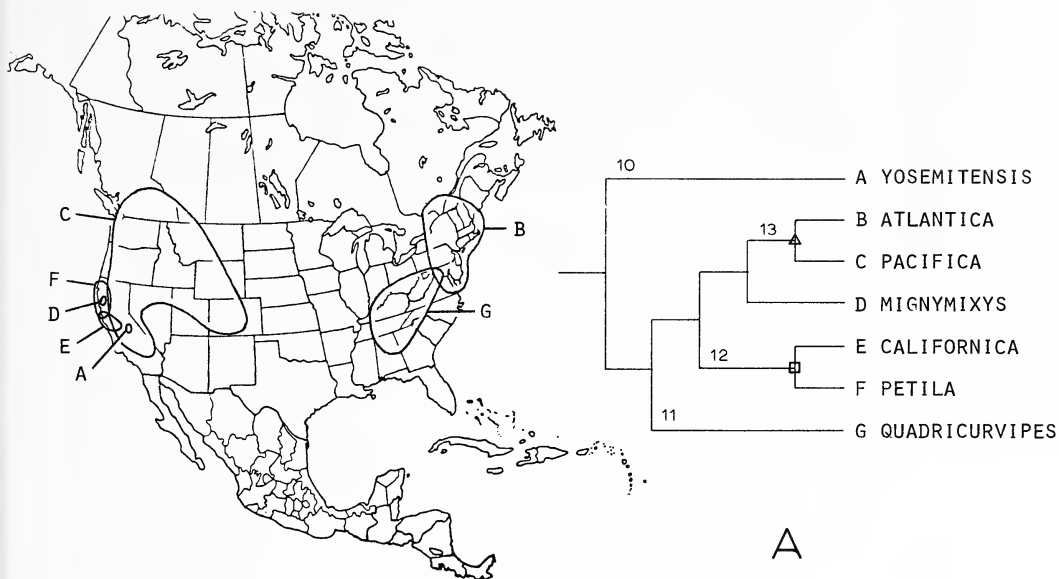 C
F
D
E
A
B
G
10
A YOSEMITENSIS
B ATLANTICA
13
C PACIFICA
D MIGNYMIXYS
E CALIFORNICA
12
F PETILA
11
G QUADRICURVIPES
A